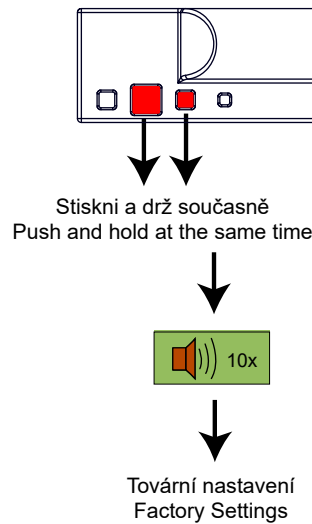 Stiskni a drž současně
Push and hold at the same time
10x
Tovární nastavení
Factory Settings